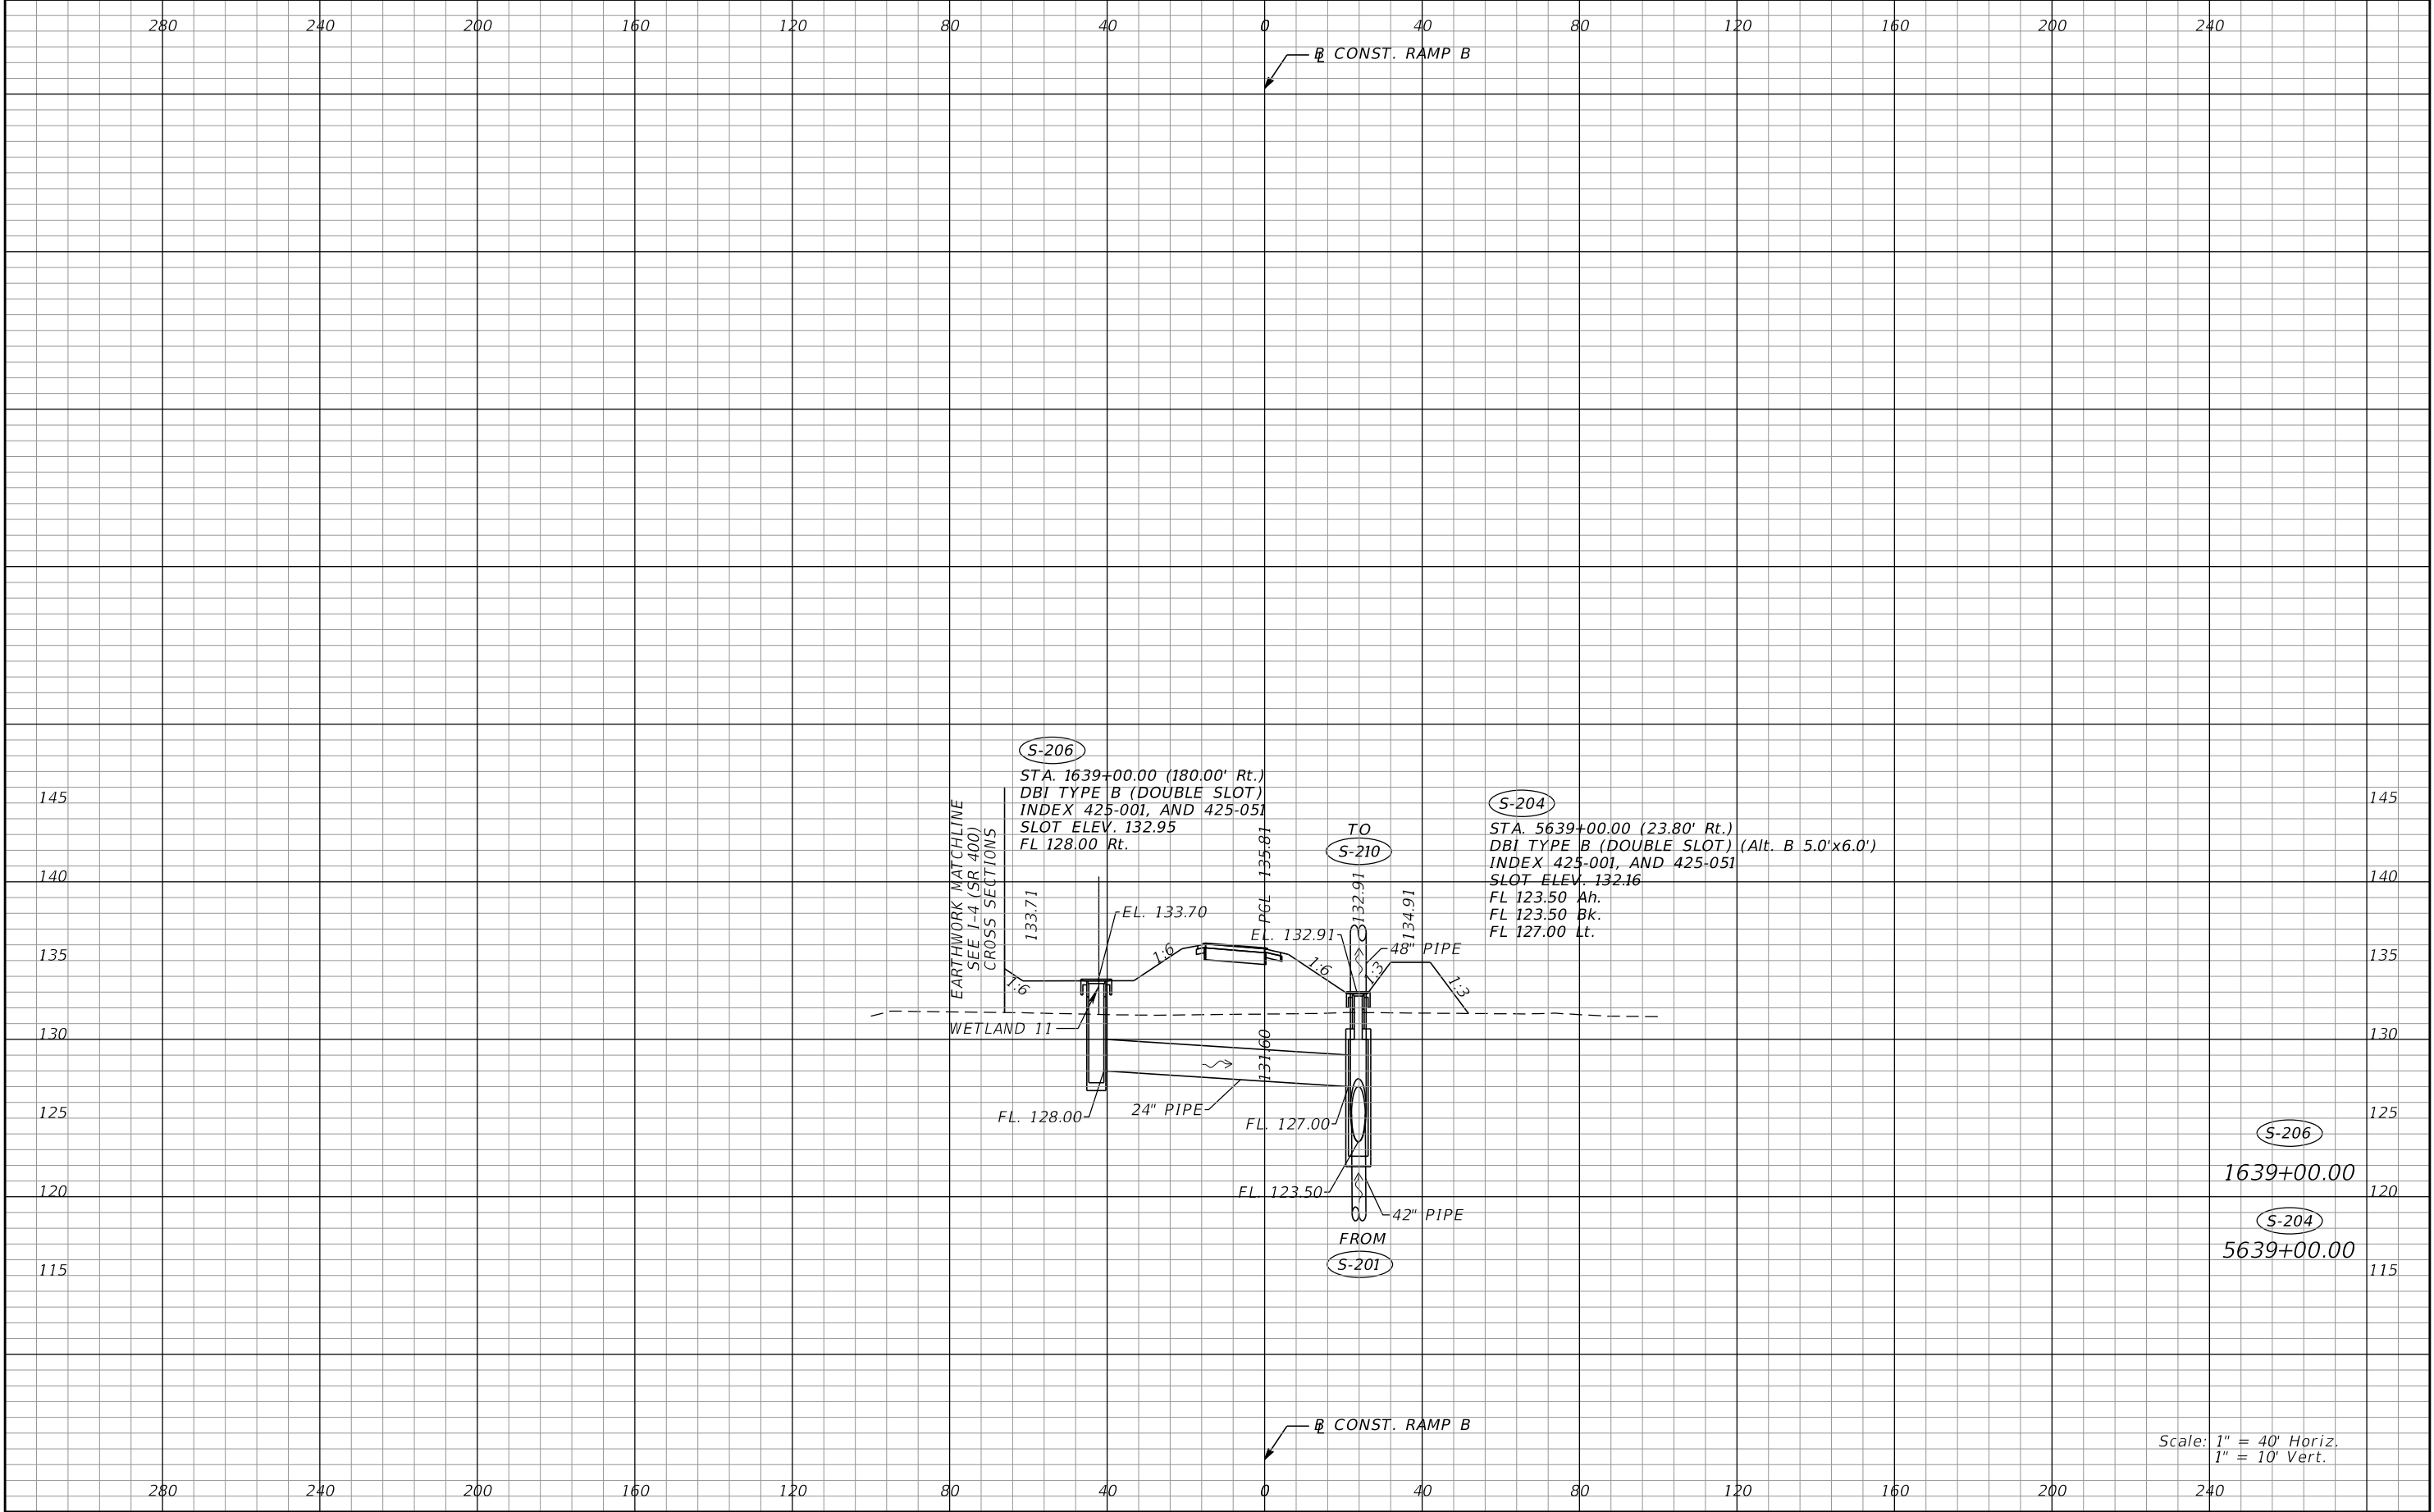 280 240 200 160 120 80 40 0 40 80 120 160 200 240
℄ CONST. RAMP B
S-206
STA. 1639+00.00 (180.00' Rt.)
DBI TYPE B (DOUBLE SLOT)
INDEX 425-001, AND 425-051
SLOT ELEV. 132.95
FL 128.00 Rt.
EARTHWORK MATCHLINE
SEE I-4 (SR 400)
CROSS SECTIONS
133.71
PGL 135.81
TO
S-210
132.91
134.91
S-204
STA. 5639+00.00 (23.80' Rt.)
DBI TYPE B (DOUBLE SLOT) (Alt. B 5.0'x6.0')
INDEX 425-001, AND 425-051
SLOT ELEV. 132.16
FL 123.50 Ah.
FL 123.50 Bk.
FL 127.00 Lt.
145 145
140 140
135 135
130 130
125 125
120 120
115 115
EL. 133.70
EL. 132.91
48" PIPE
1:6
1:6
1:6
1:3
1:3
WETLAND 11
131.60
FL. 128.00
24" PIPE
FL. 127.00
FL. 123.50
42" PIPE
FROM
S-201
S-206
1639+00.00
S-204
5639+00.00
℄ CONST. RAMP B
Scale: 1" = 40' Horiz.
1" = 10' Vert.
280 240 200 160 120 80 40 0 40 80 120 160 200 240